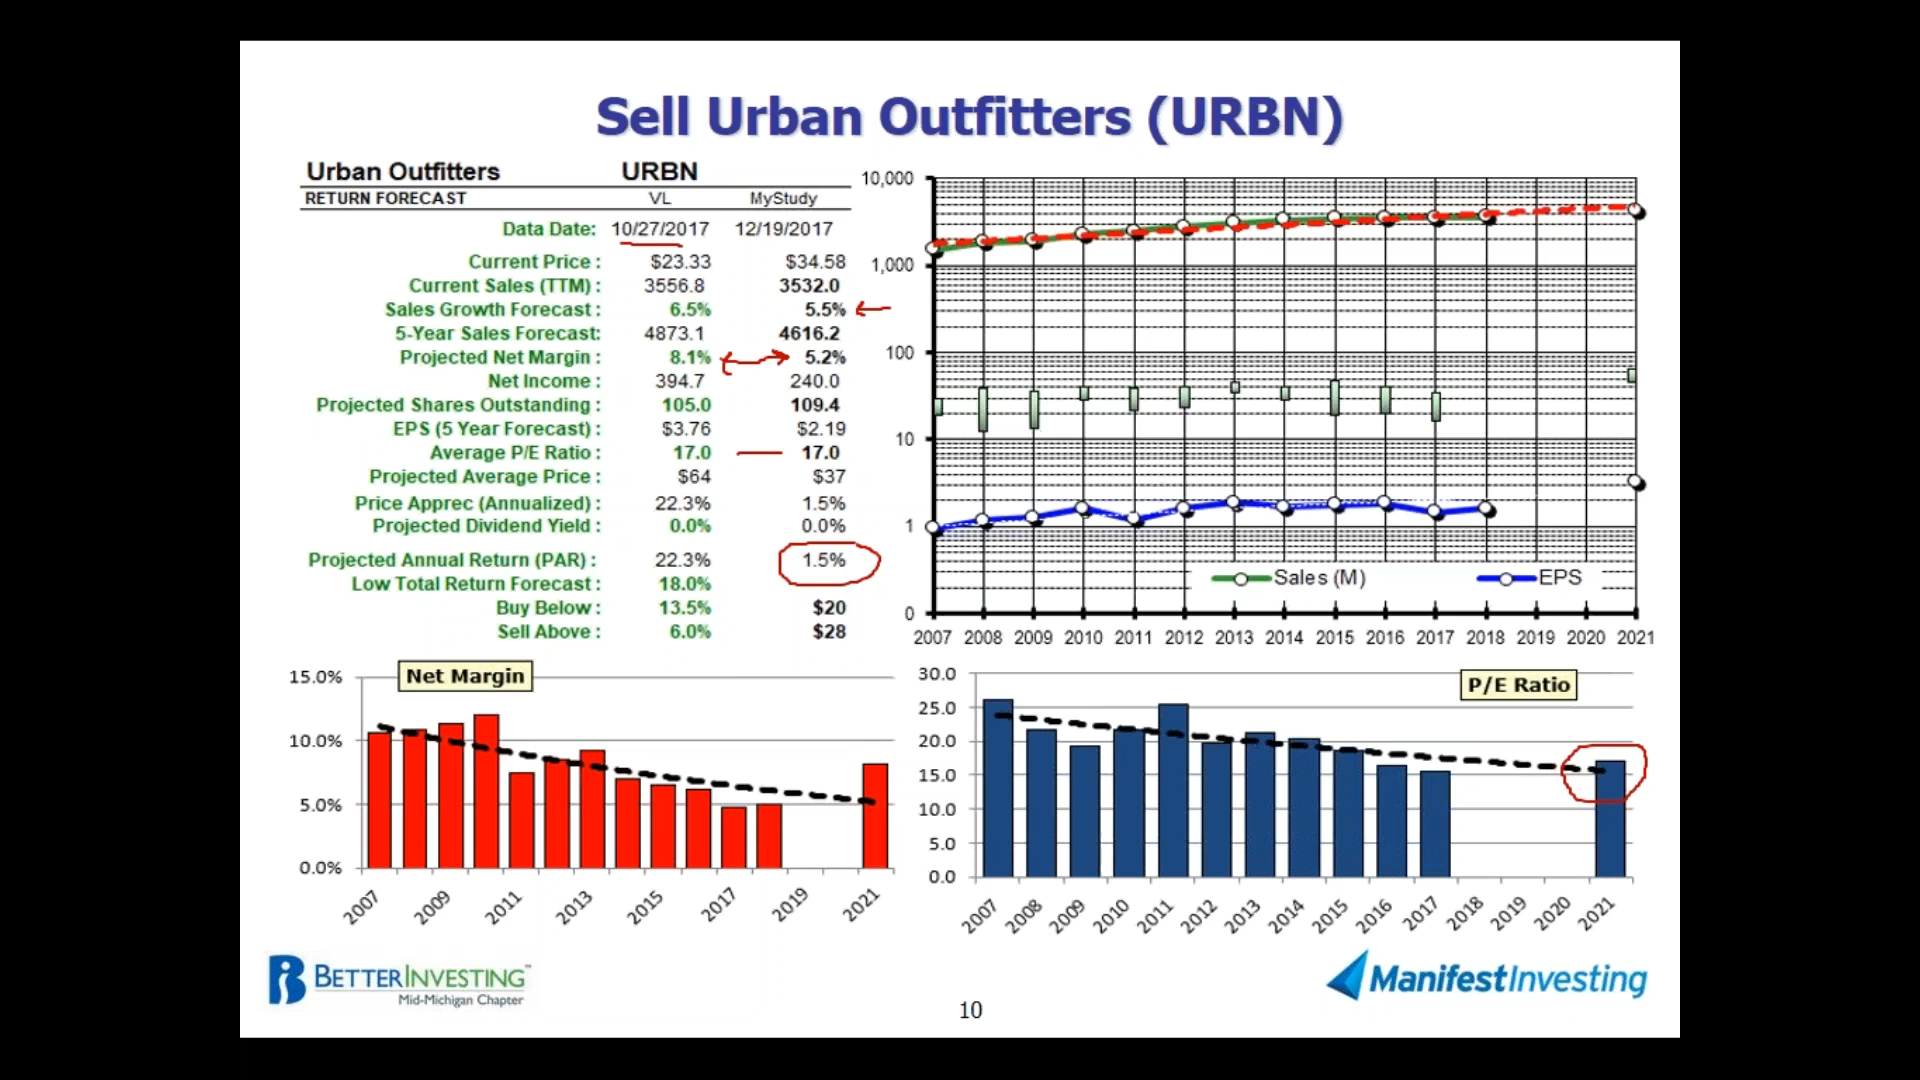 Sell Urban Outfitters (URBN)
Urban Outfitters URBN
RETURN FORECAST VL MyStudy
Data Date: 10/27/2017 12/19/2017
Current Price : $23.33 $34.58
Current Sales (TTM) : 3556.8 3532.0
Sales Growth Forecast : 6.5% 5.5%
5-Year Sales Forecast: 4873.1 4616.2
Projected Net Margin : 8.1% 5.2%
Net Income : 394.7 240.0
Projected Shares Outstanding : 105.0 109.4
EPS (5 Year Forecast) : $3.76 $2.19
Average P/E Ratio : 17.0 17.0
Projected Average Price : $64 $37
Price Apprec (Annualized) : 22.3% 1.5%
Projected Dividend Yield : 0.0% 0.0%
Projected Annual Return (PAR) : 22.3% 1.5%
Low Total Return Forecast : 18.0%
Buy Below : 13.5% $20
Sell Above : 6.0% $28
10,000
1,000
100
10
1
0
Sales (M) EPS
2007 2008 2009 2010 2011 2012 2013 2014 2015 2016 2017 2018 2019 2020 2021
Net Margin
15.0%
10.0%
5.0%
0.0%
2007 2009 2011 2013 2015 2017 2019 2021
P/E Ratio
30.0
25.0
20.0
15.0
10.0
5.0
0.0
2007 2008 2009 2010 2011 2012 2013 2014 2015 2016 2017 2018 2019 2020 2021
BETTERINVESTING™
Mid-Michigan Chapter
ManifestInvesting
10